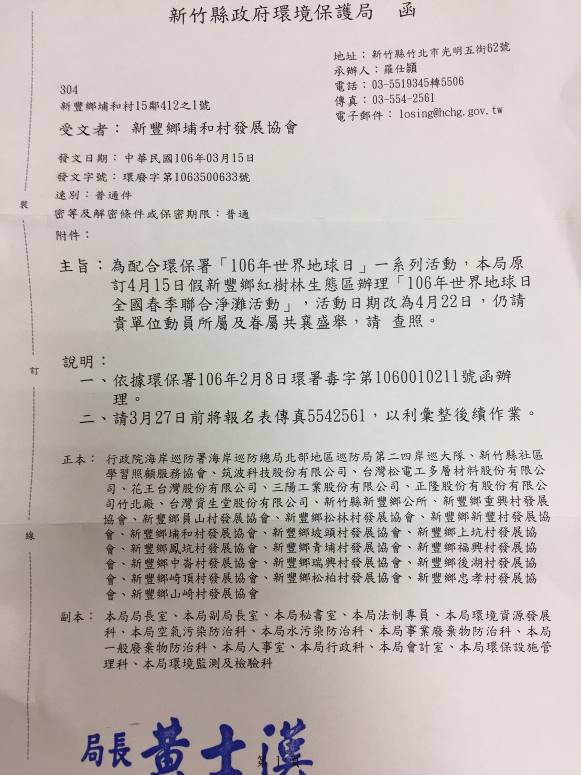 新竹縣政府環境保護局　函
地址：新竹縣竹北市光明五街62號
承辦人：羅仕穎
電話：03-5519345轉5506
傳真：03-554-2561
電子郵件：losing@hchg.gov.tw
304
新豐鄉埔和村15鄰412之1號
受文者：新豐鄉埔和村發展協會
發文日期：中華民國106年03月15日
發文字號：環廢字第1063500633號
速別：普通件
密等及解密條件或保密期限：普通
附件：
主旨：為配合環保署「106年世界地球日」一系列活動，本局原
訂4月15日假新豐鄉紅樹林生態區辦理「106年世界地球日
全國春季聯合淨灘活動」，活動日期改為4月22日，仍請
貴單位動員所屬及眷屬共襄盛舉，請 查照。
說明：
一、依據環保署106年2月8日環署毒字第1060010211號函辦
理。
二、請3月27日前將報名表傳真5542561，以利彙整後續作業。
正本：行政院海岸巡防署海岸巡防總局北部地區巡防局第二四岸巡大隊、新竹縣社區
學習照顧服務協會、筑波科技股份有限公司、台灣松電工多層材料股份有限公
司、花王台灣股份有限公司、三陽工業股份有限公司、正隆股份有限股份有限公
司竹北廠、台灣資生堂股份有限公司、新竹縣新豐鄉公所、新豐鄉重興村發展
協會、新豐鄉員山村發展協會、新豐鄉松林村發展協會、新豐鄉新豐村發展協
會、新豐鄉埔和村發展協會、新豐鄉坡頭村發展協會、新豐鄉上坑村發展協
會、新豐鄉鳳坑村發展協會、新豐鄉青埔村發展協會、新豐鄉福興村發展協
會、新豐鄉中崙村發展協會、新豐鄉瑞興村發展協會、新豐鄉後湖村發展協
會、新豐鄉崎頂村發展協會、新豐鄉松柏村發展協會、新豐鄉忠孝村發展協
會、新豐鄉山崎村發展協會
副本：本局局長室、本局副局長室、本局秘書室、本局法制專員、本局環境資源發展
科、本局空氣污染防治科、本局水污染防治科、本局事業廢棄物防治科、本局
一般廢棄物防治科、本局人事室、本局行政科、本局會計室、本局環保設施管
理科、本局環境監測及檢驗科
局長 黃士漢
第 1 頁
裝
訂
線